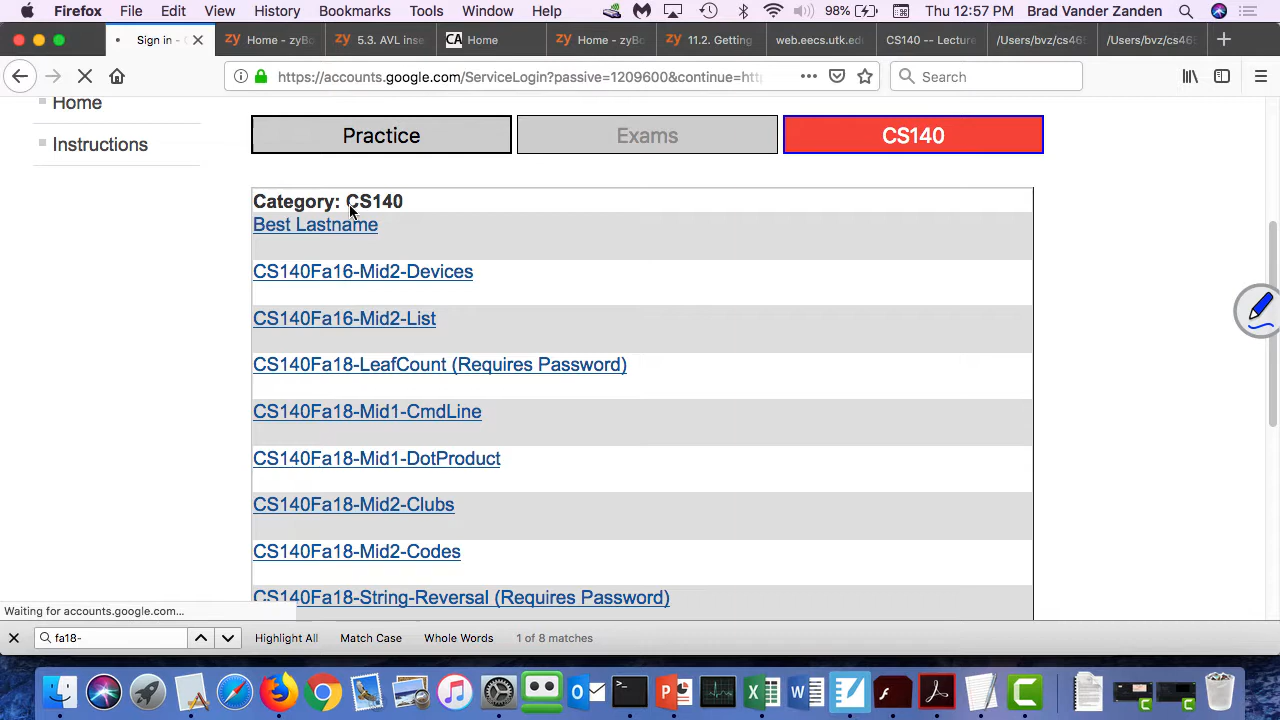 Firefox File Edit View History Bookmarks Tools Window Help 98% Thu 12:57 PM Brad Vander Zanden
Sign in - Home - zyBo 5.3. AVL inse CA Home Home - zyBo 11.2. Getting web.eecs.utk.ed CS140 -- Lecture /Users/bvz/cs465 /Users/bvz/cs465
https://accounts.google.com/ServiceLogin?passive=1209600&continue=htt Search
Home
Instructions
Practice Exams CS140
Category: CS140
Best Lastname
CS140Fa16-Mid2-Devices
CS140Fa16-Mid2-List
CS140Fa18-LeafCount (Requires Password)
CS140Fa18-Mid1-CmdLine
CS140Fa18-Mid1-DotProduct
CS140Fa18-Mid2-Clubs
CS140Fa18-Mid2-Codes
CS140Fa18-String-Reversal (Requires Password)
Waiting for accounts.google.com...
fa18- Highlight All Match Case Whole Words 1 of 8 matches